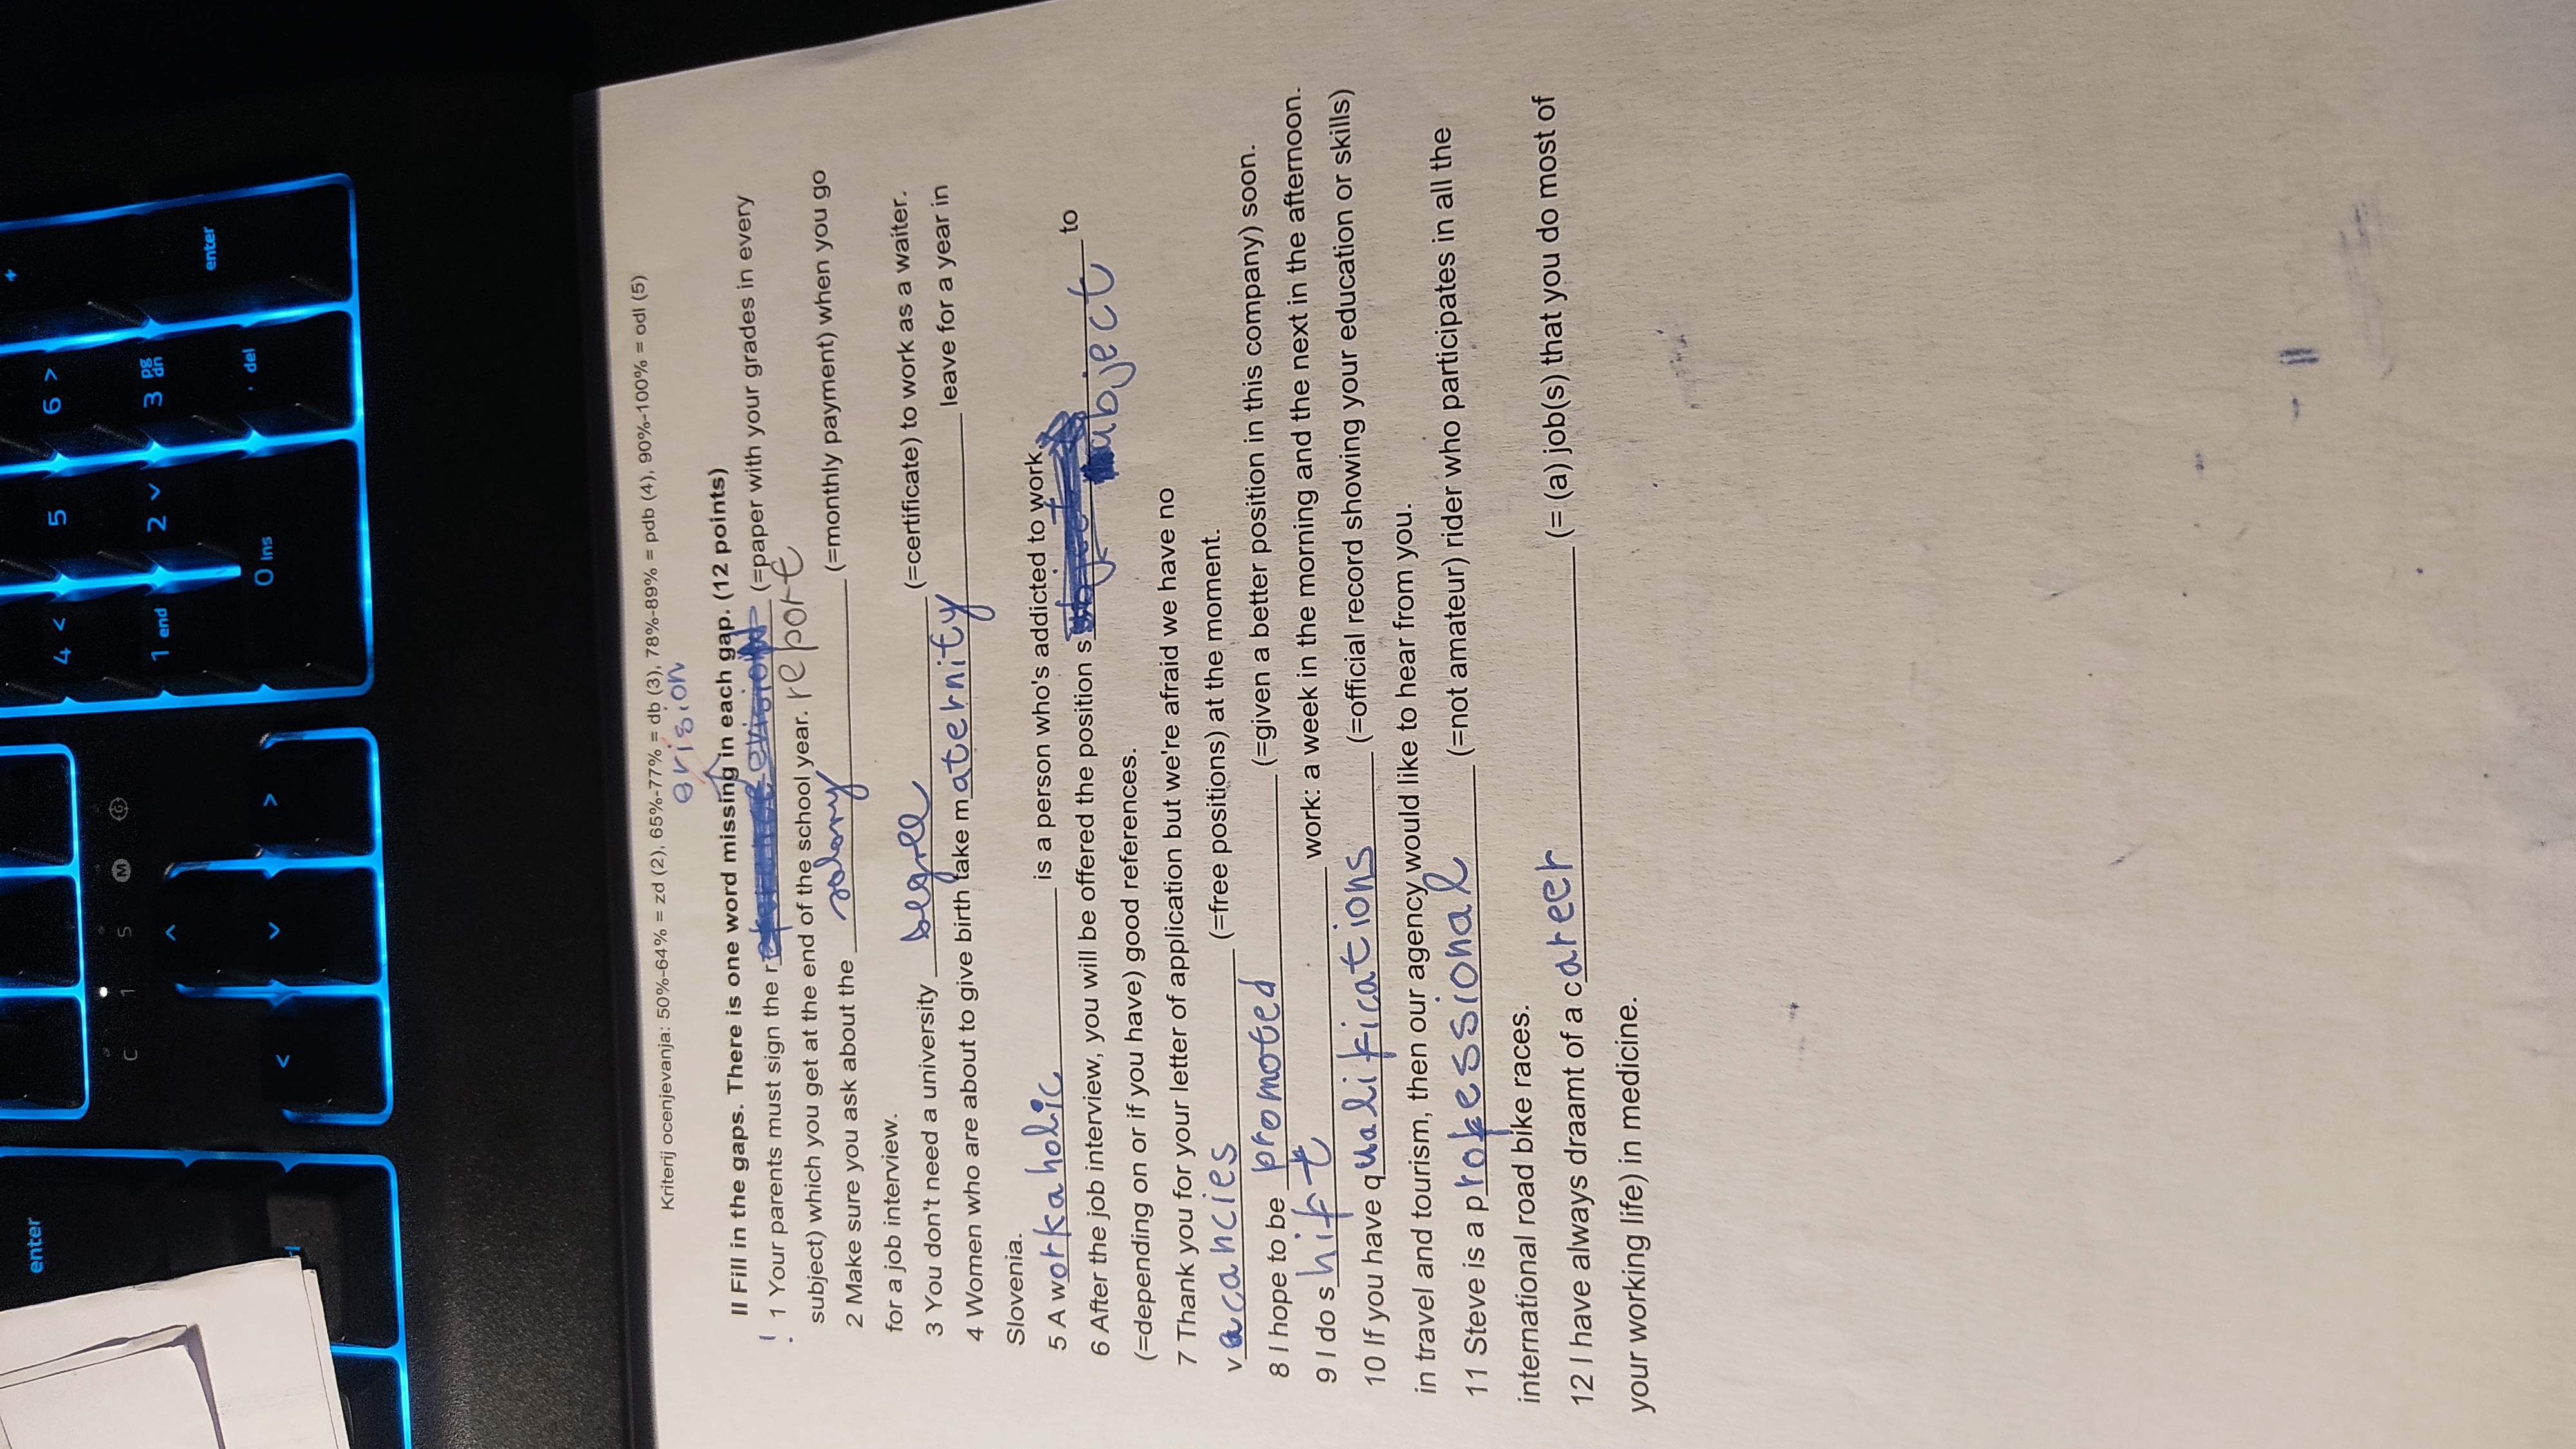 enter
4 < 5 6 > +
C 1 S M G
1 end 2 3 pg dn
enter
0 Ins . del
< >
Kriterij ocenjevanja: 50%-64% = zd (2), 65%-77% = db (3), 78%-89% = pdb (4), 90%-100% = odl (5)
evision
II Fill in the gaps. There is one word missing in each gap. (12 points)
! 1 Your parents must sign the r (=paper with your grades in every
subject) which you get at the end of the school year. report
2 Make sure you ask about the salary (=monthly payment) when you go
for a job interview.
3 You don't need a university degree (=certificate) to work as a waiter.
4 Women who are about to give birth take maternity leave for a year in
Slovenia.
5 A workaholic is a person who's addicted to work.
6 After the job interview, you will be offered the position s ubject to
(=depending on or if you have) good references.
7 Thank you for your letter of application but we're afraid we have no
vacancies (=free positions) at the moment.
8 I hope to be promoted (=given a better position in this company) soon.
9 I do shift work: a week in the morning and the next in the afternoon.
10 If you have qualifications (=official record showing your education or skills)
in travel and tourism, then our agency would like to hear from you.
11 Steve is a professional (=not amateur) rider who participates in all the
international road bike races.
12 I have always draamt of a career (= (a) job(s) that you do most of
your working life) in medicine.